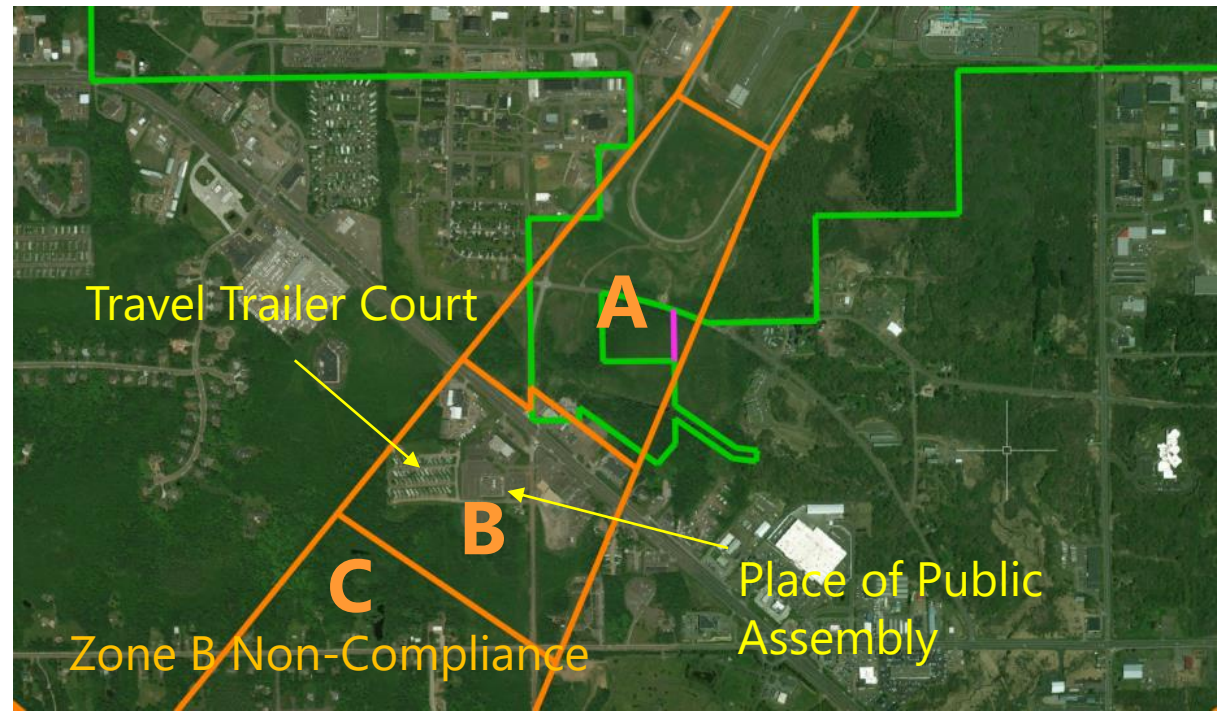 A
Travel Trailer Court
B
C
Place of Public
Assembly
Zone B Non-Compliance